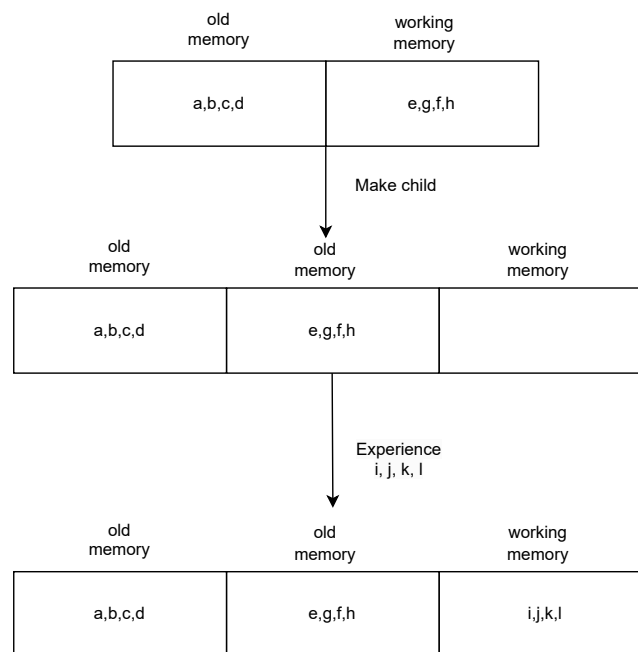 old
memory
working
memory
a,b,c,d
e,g,f,h
Make child
old
memory
old
memory
working
memory
a,b,c,d
e,g,f,h
Experience
i, j, k, l
old
memory
old
memory
working
memory
a,b,c,d
e,g,f,h
i,j,k,l